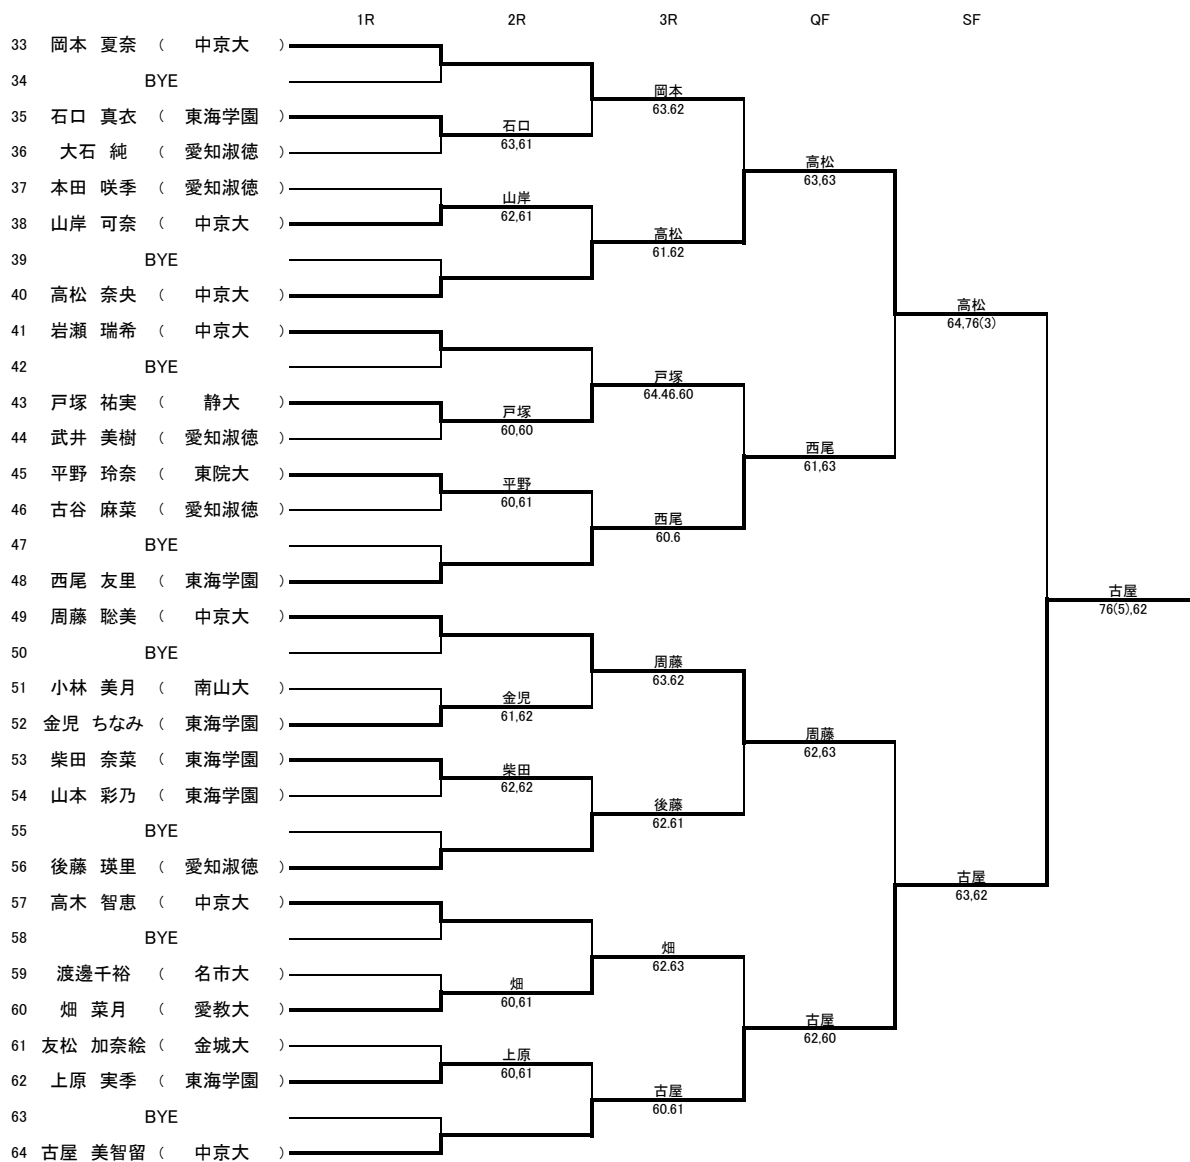 1R 2R 3R QF SF
33 岡本 夏奈 ( 中京大 )
34 BYE
岡本
63.62
35 石口 真衣 ( 東海学園 )
石口
63,61
36 大石 純 ( 愛知淑徳 )
高松
63,63
37 本田 咲季 ( 愛知淑徳 )
山岸
62,61
38 山岸 可奈 ( 中京大 )
高松
61.62
39 BYE
40 高松 奈央 ( 中京大 )
高松
64,76(3)
41 岩瀬 瑞希 ( 中京大 )
42 BYE
戸塚
64.46.60
43 戸塚 祐実 ( 静大 )
戸塚
60,60
44 武井 美樹 ( 愛知淑徳 )
西尾
61,63
45 平野 玲奈 ( 東院大 )
平野
60,61
46 古谷 麻菜 ( 愛知淑徳 )
西尾
60.6
47 BYE
48 西尾 友里 ( 東海学園 )
古屋
76(5),62
49 周藤 聡美 ( 中京大 )
50 BYE
周藤
63.62
51 小林 美月 ( 南山大 )
金児
61,62
52 金児 ちなみ ( 東海学園 )
周藤
62,63
53 柴田 奈菜 ( 東海学園 )
柴田
62,62
54 山本 彩乃 ( 東海学園 )
後藤
62.61
55 BYE
56 後藤 瑛里 ( 愛知淑徳 )
古屋
63,62
57 高木 智恵 ( 中京大 )
58 BYE
畑
62.63
59 渡邊千裕 ( 名市大 )
畑
60,61
60 畑 菜月 ( 愛教大 )
古屋
62,60
61 友松 加奈絵 ( 金城大 )
上原
60,61
62 上原 実季 ( 東海学園 )
古屋
60.61
63 BYE
64 古屋 美智留 ( 中京大 )